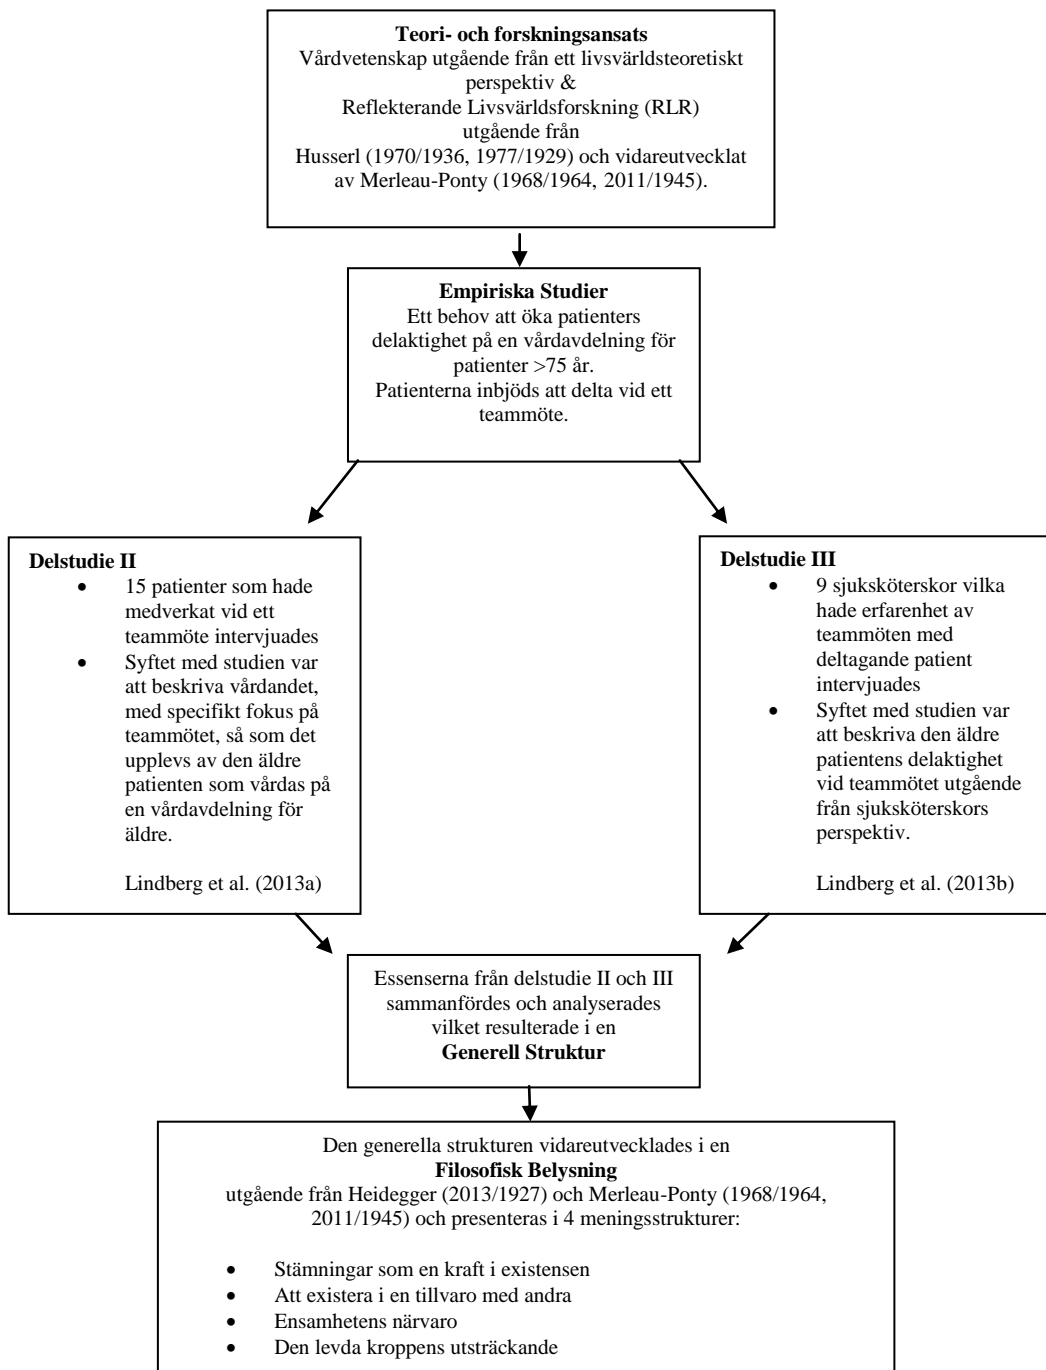 Teori- och forskningsansats
Vårdvetenskap utgående från ett livsvärldsteoretiskt
perspektiv &
Reflekterande Livsvärldsforskning (RLR)
utgående från
Husserl (1970/1936, 1977/1929) och vidareutvecklat
av Merleau-Ponty (1968/1964, 2011/1945).
Empiriska Studier
Ett behov att öka patienters
delaktighet på en vårdavdelning för
patienter >75 år.
Patienterna inbjöds att delta vid ett
teammöte.
Delstudie II
• 15 patienter som hade
medverkat vid ett
teammöte intervjuades
• Syftet med studien var
att beskriva vårdandet,
med specifikt fokus på
teammötet, så som det
upplevs av den äldre
patienten som vårdas på
en vårdavdelning för
äldre.
Lindberg et al. (2013a)
Delstudie III
• 9 sjuksköterskor vilka
hade erfarenhet av
teammöten med
deltagande patient
intervjuades
• Syftet med studien var
att beskriva den äldre
patientens delaktighet
vid teammötet utgående
från sjuksköterskors
perspektiv.
Lindberg et al. (2013b)
Essenserna från delstudie II och III
sammanfördes och analyserades
vilket resulterade i en
Generell Struktur
Den generella strukturen vidareutvecklades i en
Filosofisk Belysning
utgående från Heidegger (2013/1927) och Merleau-Ponty (1968/1964,
2011/1945) och presenteras i 4 meningsstrukturer:
• Stämningar som en kraft i existensen
• Att existera i en tillvaro med andra
• Ensamhetens närvaro
• Den levda kroppens utsträckande